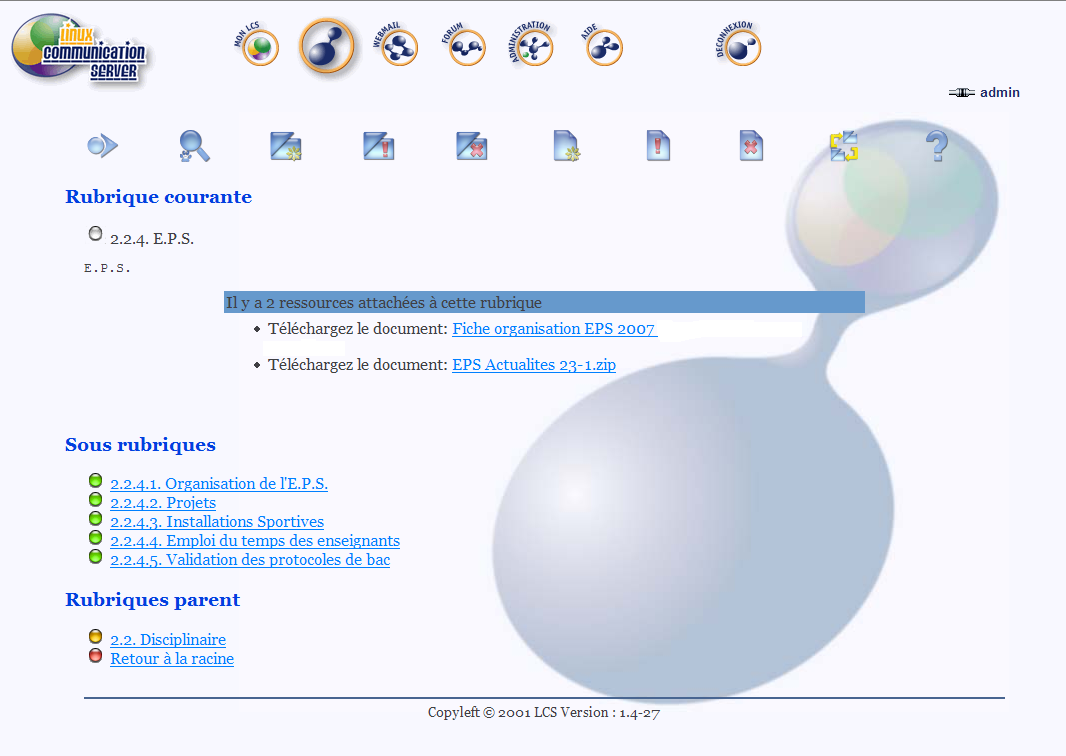 Linux
communication
SERVER
MON LCS
WEBMAIL
FORUM
ADMINISTRATION
AIDE
DECONNEXION
admin
Rubrique courante
2.2.4. E.P.S.
E.P.S.
Il y a 2 ressources attachées à cette rubrique
Téléchargez le document: Fiche organisation EPS 2007
Téléchargez le document: EPS Actualites 23-1.zip
Sous rubriques
2.2.4.1. Organisation de l'E.P.S.
2.2.4.2. Projets
2.2.4.3. Installations Sportives
2.2.4.4. Emploi du temps des enseignants
2.2.4.5. Validation des protocoles de bac
Rubriques parent
2.2. Disciplinaire
Retour à la racine
Copyleft © 2001 LCS Version : 1.4-27